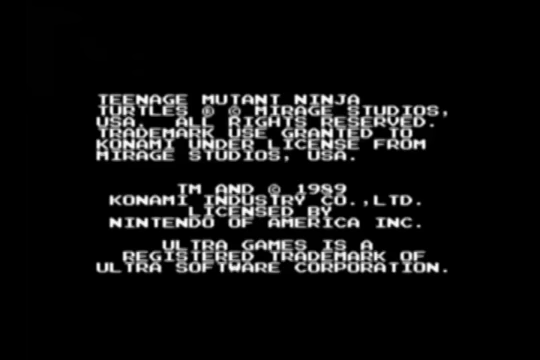 TEENAGE MUTANT NINJA
TURTLES ® © MIRAGE STUDIOS,
USA. ALL RIGHTS RESERVED.
TRADEMARK USE GRANTED TO
KONAMI UNDER LICENSE FROM
MIRAGE STUDIOS, USA.
TM AND © 1989
KONAMI INDUSTRY CO.,LTD.
LICENSED BY
NINTENDO OF AMERICA INC.
ULTRA GAMES IS A
REGISTERED TRADEMARK OF
ULTRA SOFTWARE CORPORATION.